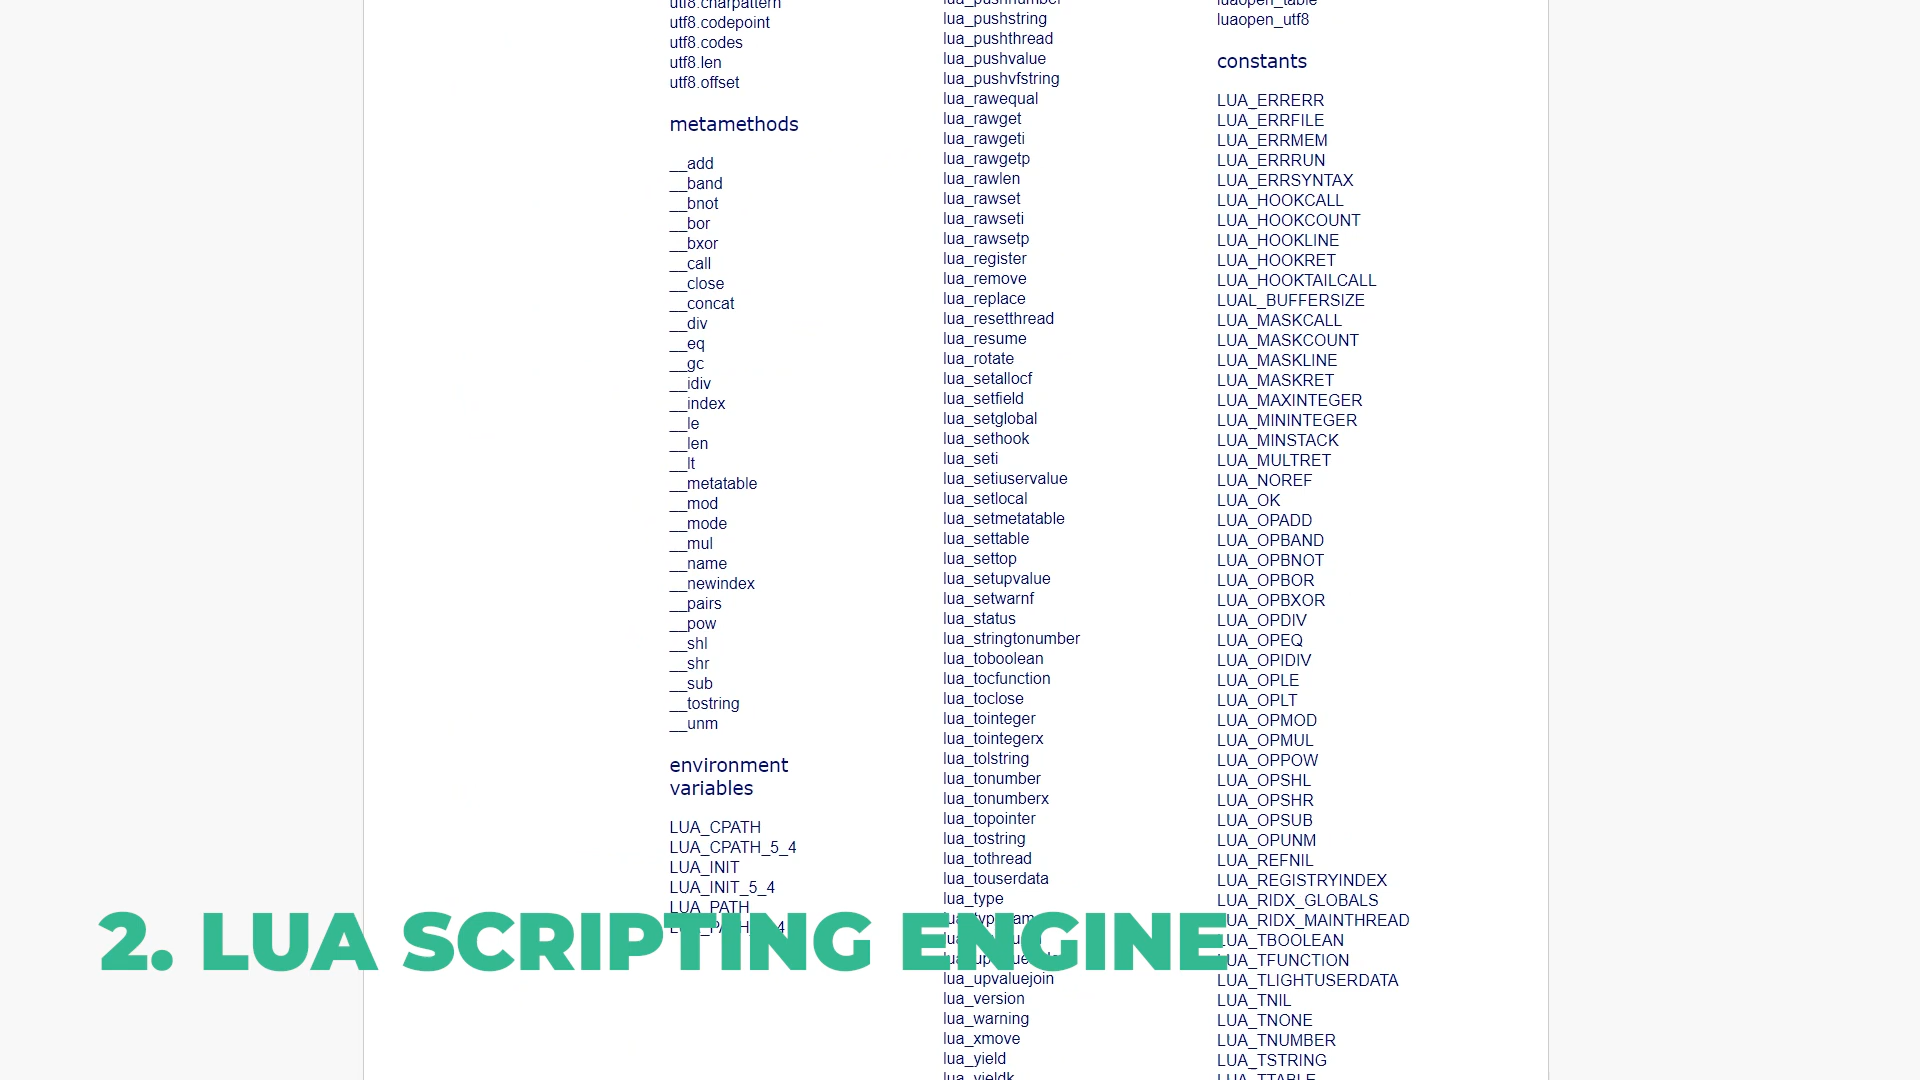 utf8.charpattern
utf8.codepoint
utf8.codes
utf8.len
utf8.offset
metamethods
__add
__band
__bnot
__bor
__bxor
__call
__close
__concat
__div
__eq
__gc
__idiv
__index
__le
__len
__lt
__metatable
__mod
__mode
__mul
__name
__newindex
__pairs
__pow
__shl
__shr
__sub
__tostring
__unm
environment
variables
LUA_CPATH
LUA_CPATH_5_4
LUA_INIT
LUA_INIT_5_4
LUA_PATH
lua_pushnumber
lua_pushstring
lua_pushthread
lua_pushvalue
lua_pushvfstring
lua_rawequal
lua_rawget
lua_rawgeti
lua_rawgetp
lua_rawlen
lua_rawset
lua_rawseti
lua_rawsetp
lua_register
lua_remove
lua_replace
lua_resetthread
lua_resume
lua_rotate
lua_setallocf
lua_setfield
lua_setglobal
lua_sethook
lua_seti
lua_setiuservalue
lua_setlocal
lua_setmetatable
lua_settable
lua_settop
lua_setupvalue
lua_setwarnf
lua_status
lua_stringtonumber
lua_toboolean
lua_tocfunction
lua_toclose
lua_tointeger
lua_tointegerx
lua_tolstring
lua_tonumber
lua_tonumberx
lua_topointer
lua_tostring
lua_tothread
lua_touserdata
lua_type
lua_upvaluejoin
lua_version
lua_warning
lua_xmove
lua_yield
lua_yieldk
luaopen_table
luaopen_utf8
constants
LUA_ERRERR
LUA_ERRFILE
LUA_ERRMEM
LUA_ERRRUN
LUA_ERRSYNTAX
LUA_HOOKCALL
LUA_HOOKCOUNT
LUA_HOOKLINE
LUA_HOOKRET
LUA_HOOKTAILCALL
LUAL_BUFFERSIZE
LUA_MASKCALL
LUA_MASKCOUNT
LUA_MASKLINE
LUA_MASKRET
LUA_MAXINTEGER
LUA_MININTEGER
LUA_MINSTACK
LUA_MULTRET
LUA_NOREF
LUA_OK
LUA_OPADD
LUA_OPBAND
LUA_OPBNOT
LUA_OPBOR
LUA_OPBXOR
LUA_OPDIV
LUA_OPEQ
LUA_OPIDIV
LUA_OPLE
LUA_OPLT
LUA_OPMOD
LUA_OPMUL
LUA_OPPOW
LUA_OPSHL
LUA_OPSHR
LUA_OPSUB
LUA_OPUNM
LUA_REFNIL
LUA_REGISTRYINDEX
LUA_RIDX_GLOBALS
LUA_RIDX_MAINTHREAD
LUA_TBOOLEAN
LUA_TFUNCTION
LUA_TLIGHTUSERDATA
LUA_TNIL
LUA_TNONE
LUA_TNUMBER
LUA_TSTRING
LUA_TTABLE
2. LUA SCRIPTING ENGINE